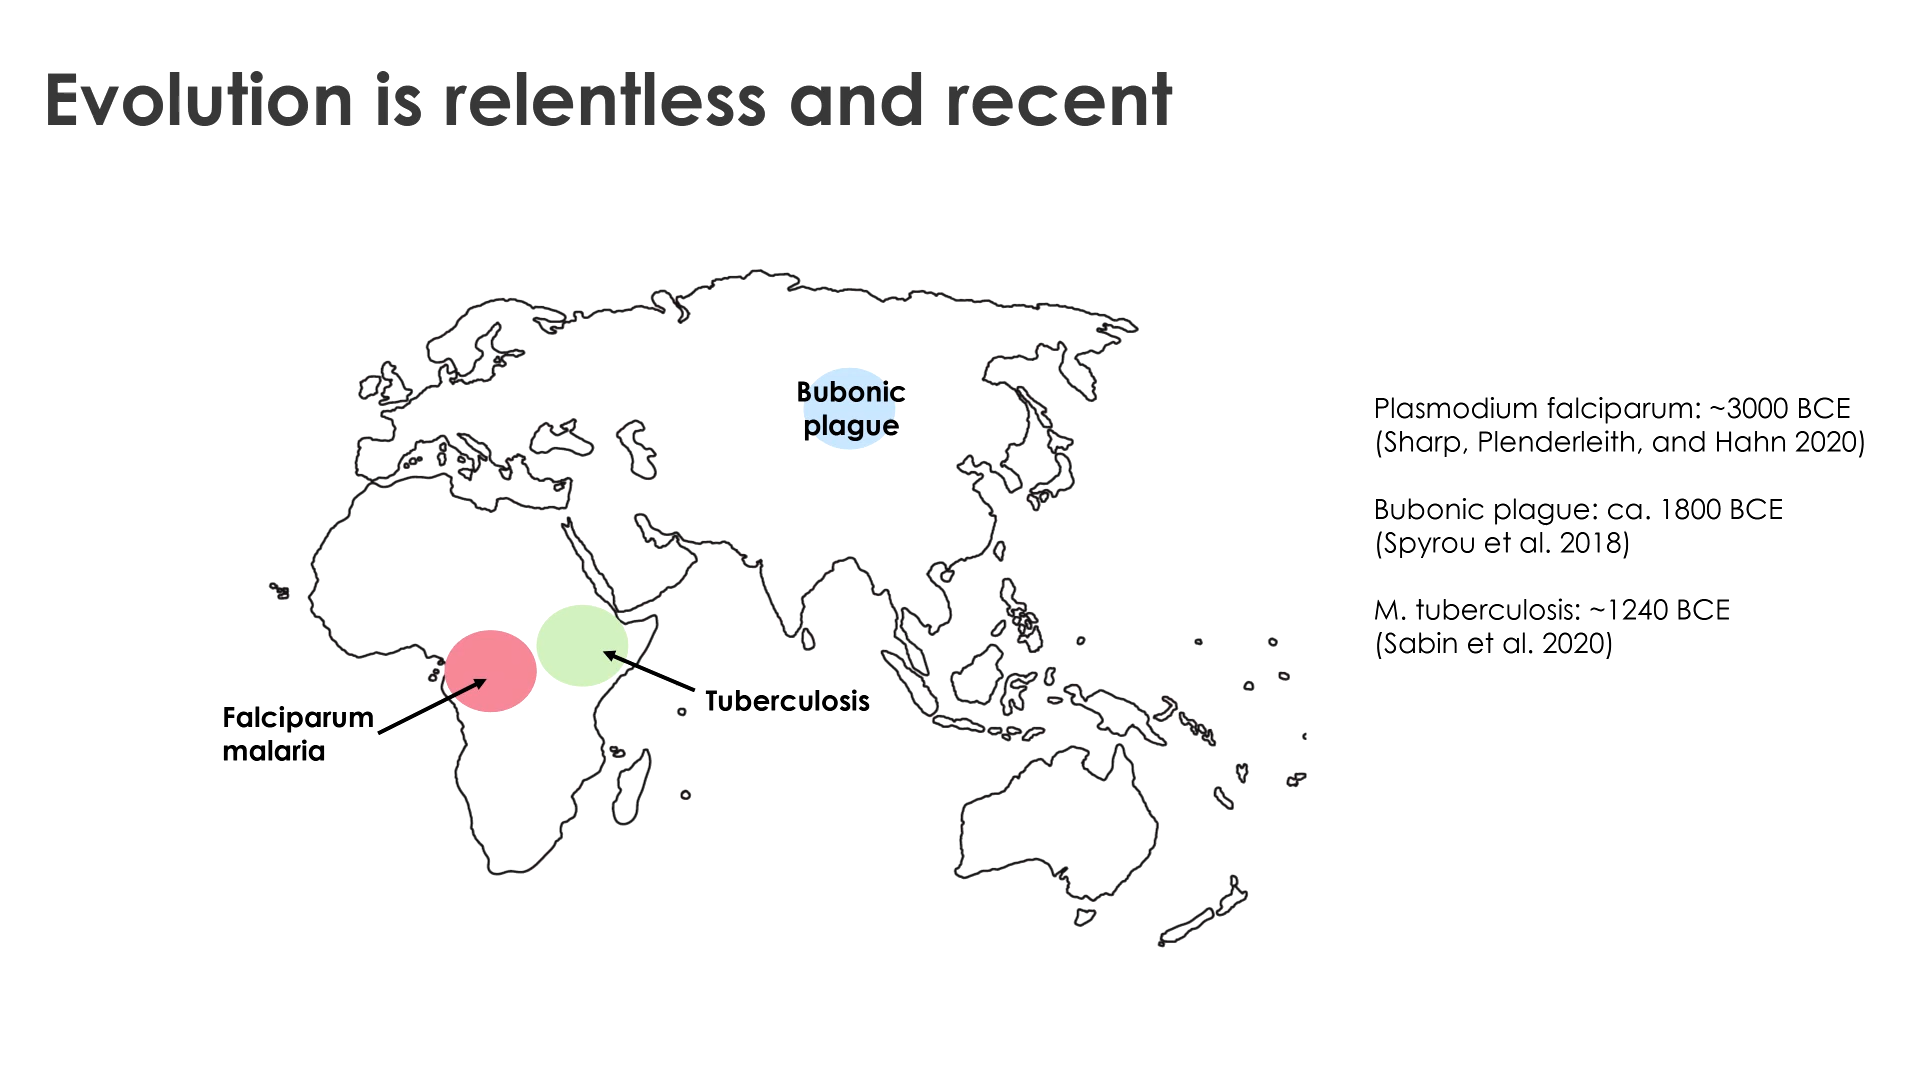 Evolution is relentless and recent
Bubonic
plague
Plasmodium falciparum: ~3000 BCE
(Sharp, Plenderleith, and Hahn 2020)
Bubonic plague: ca. 1800 BCE
(Spyrou et al. 2018)
M. tuberculosis: ~1240 BCE
(Sabin et al. 2020)
Tuberculosis
Falciparum
malaria